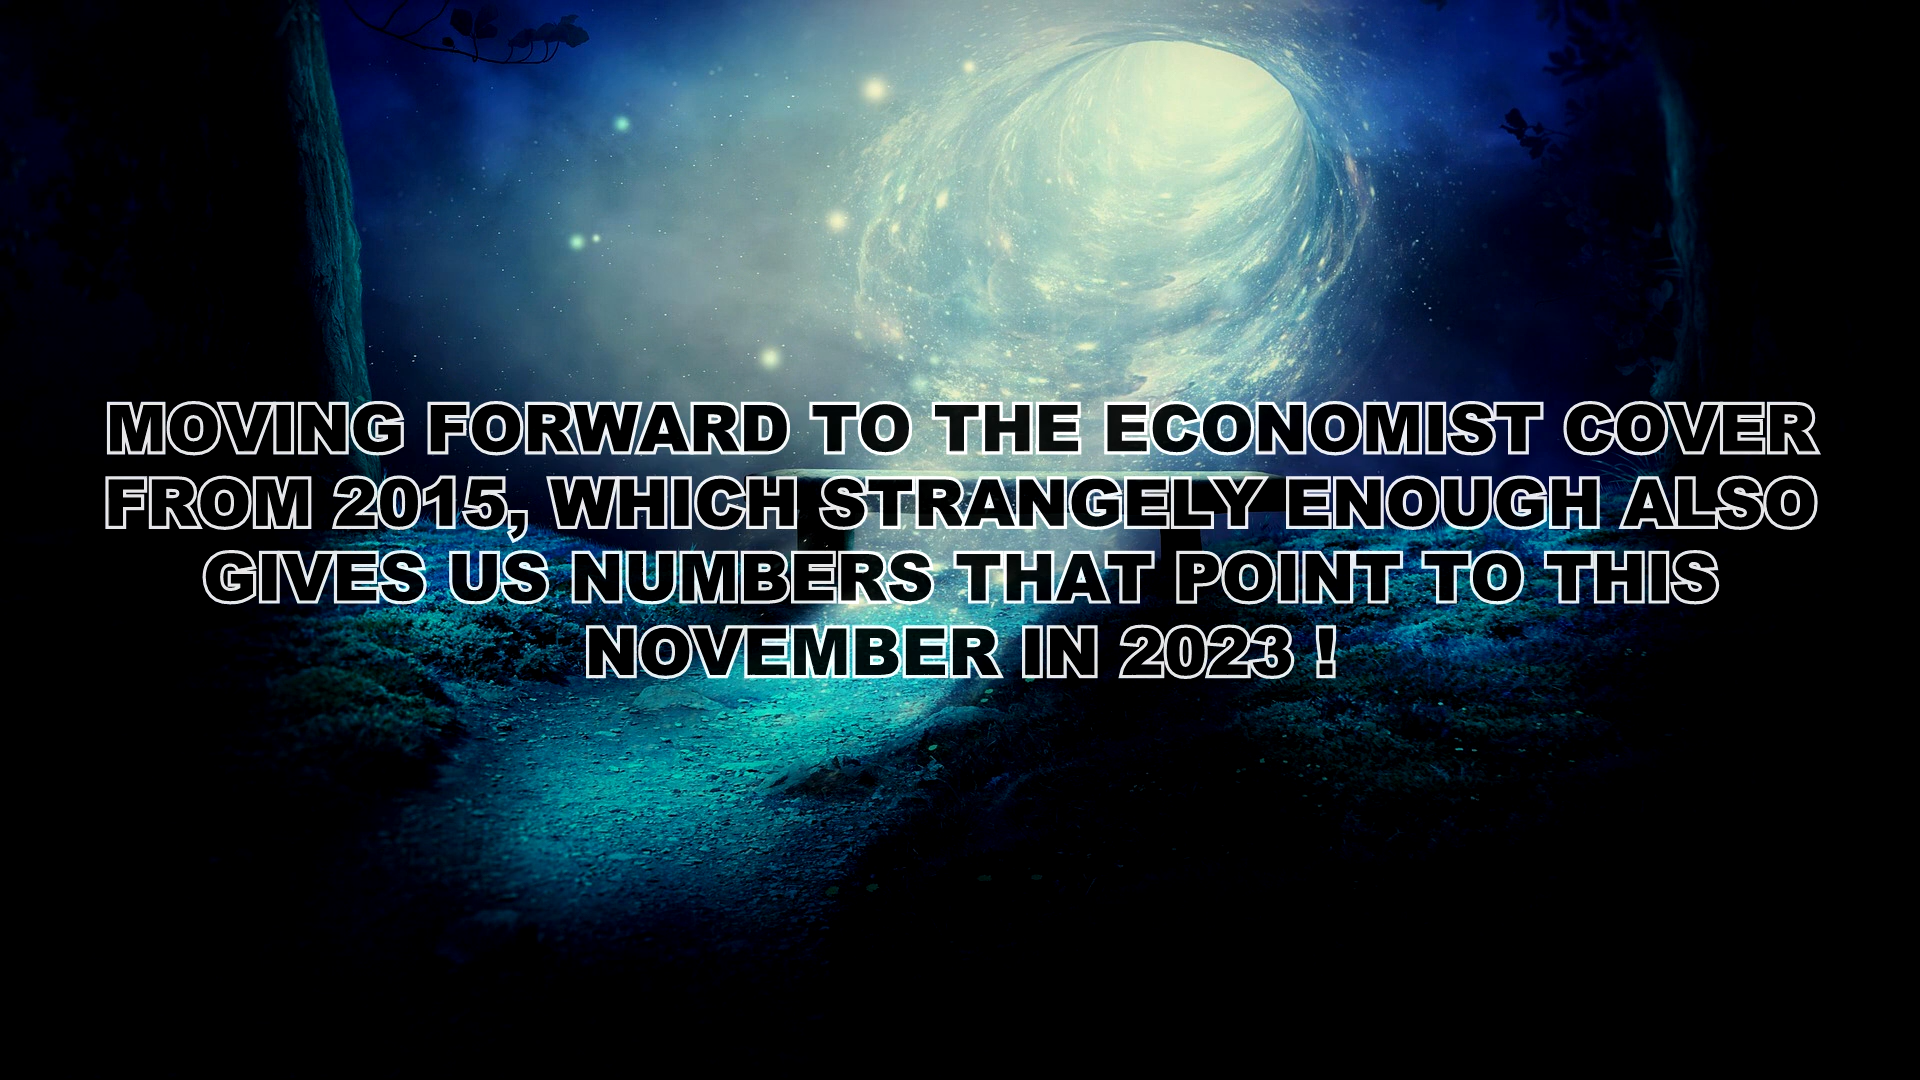 MOVING FORWARD TO THE ECONOMIST COVER
FROM 2015, WHICH STRANGELY ENOUGH ALSO
GIVES US NUMBERS THAT POINT TO THIS
NOVEMBER IN 2023 !